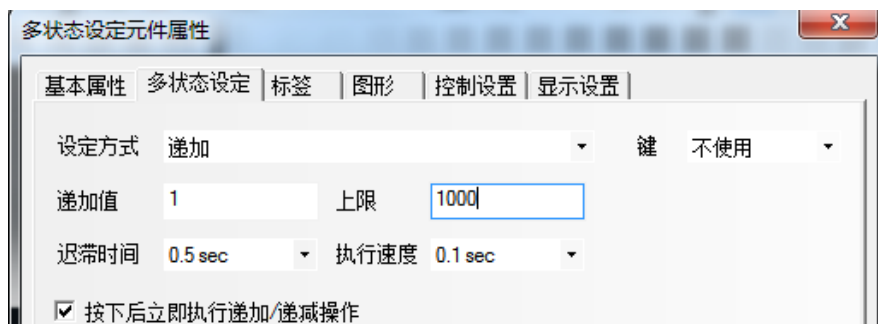 多状态设定元件属性
基本属性 多状态设定 标签 图形 控制设置 显示设置
设定方式 递加 键 不使用
递加值 1 上限 1000
迟滞时间 0.5 sec 执行速度 0.1 sec
按下后立即执行递加/递减操作